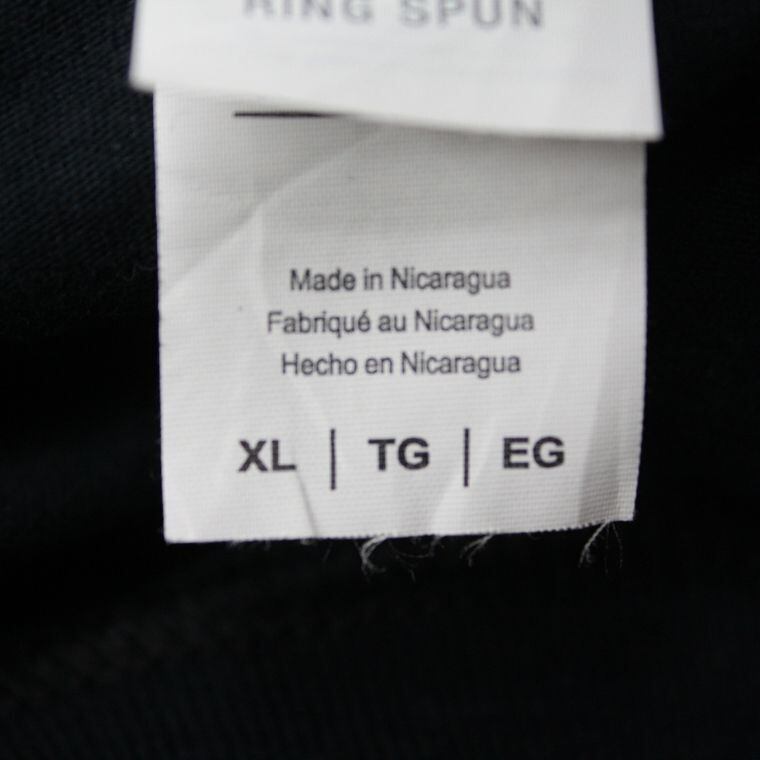 RING SPUN
Made in Nicaragua
Fabriqué au Nicaragua
Hecho en Nicaragua
XL | TG | EG